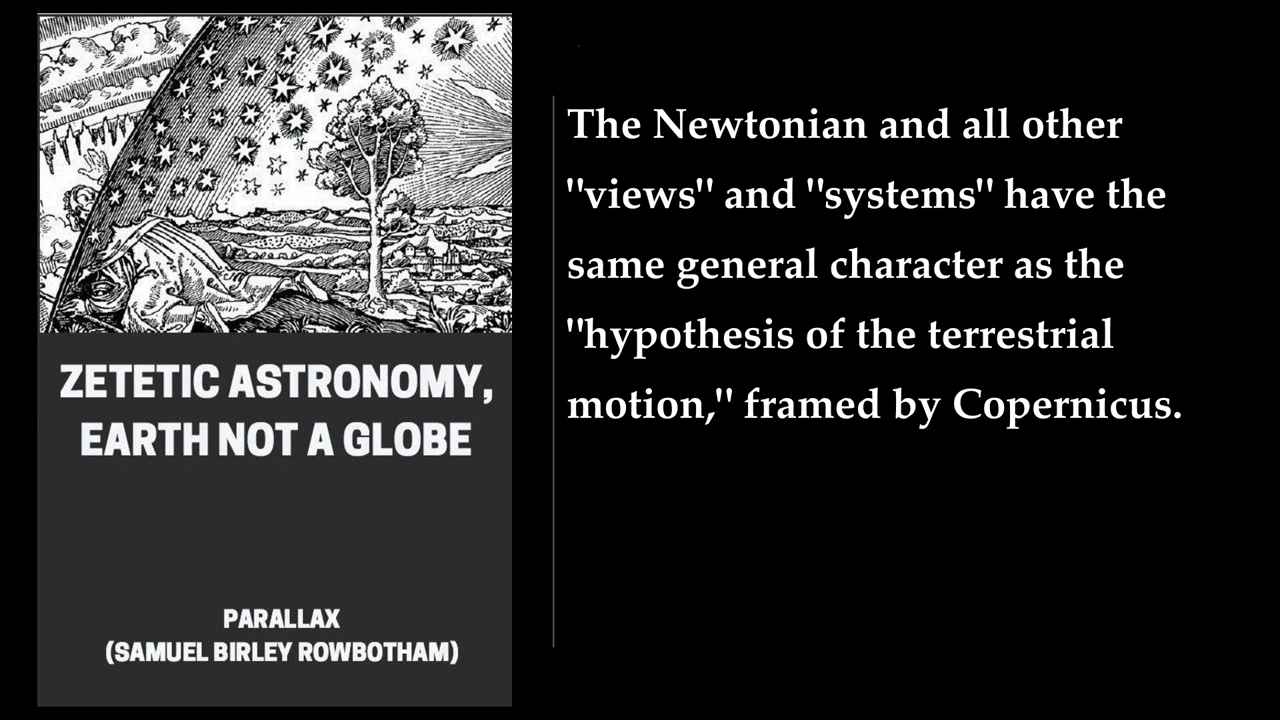 ZETETIC ASTRONOMY,
EARTH NOT A GLOBE
PARALLAX
(SAMUEL BIRLEY ROWBOTHAM)
The Newtonian and all other
"views" and "systems" have the
same general character as the
"hypothesis of the terrestrial
motion," framed by Copernicus.